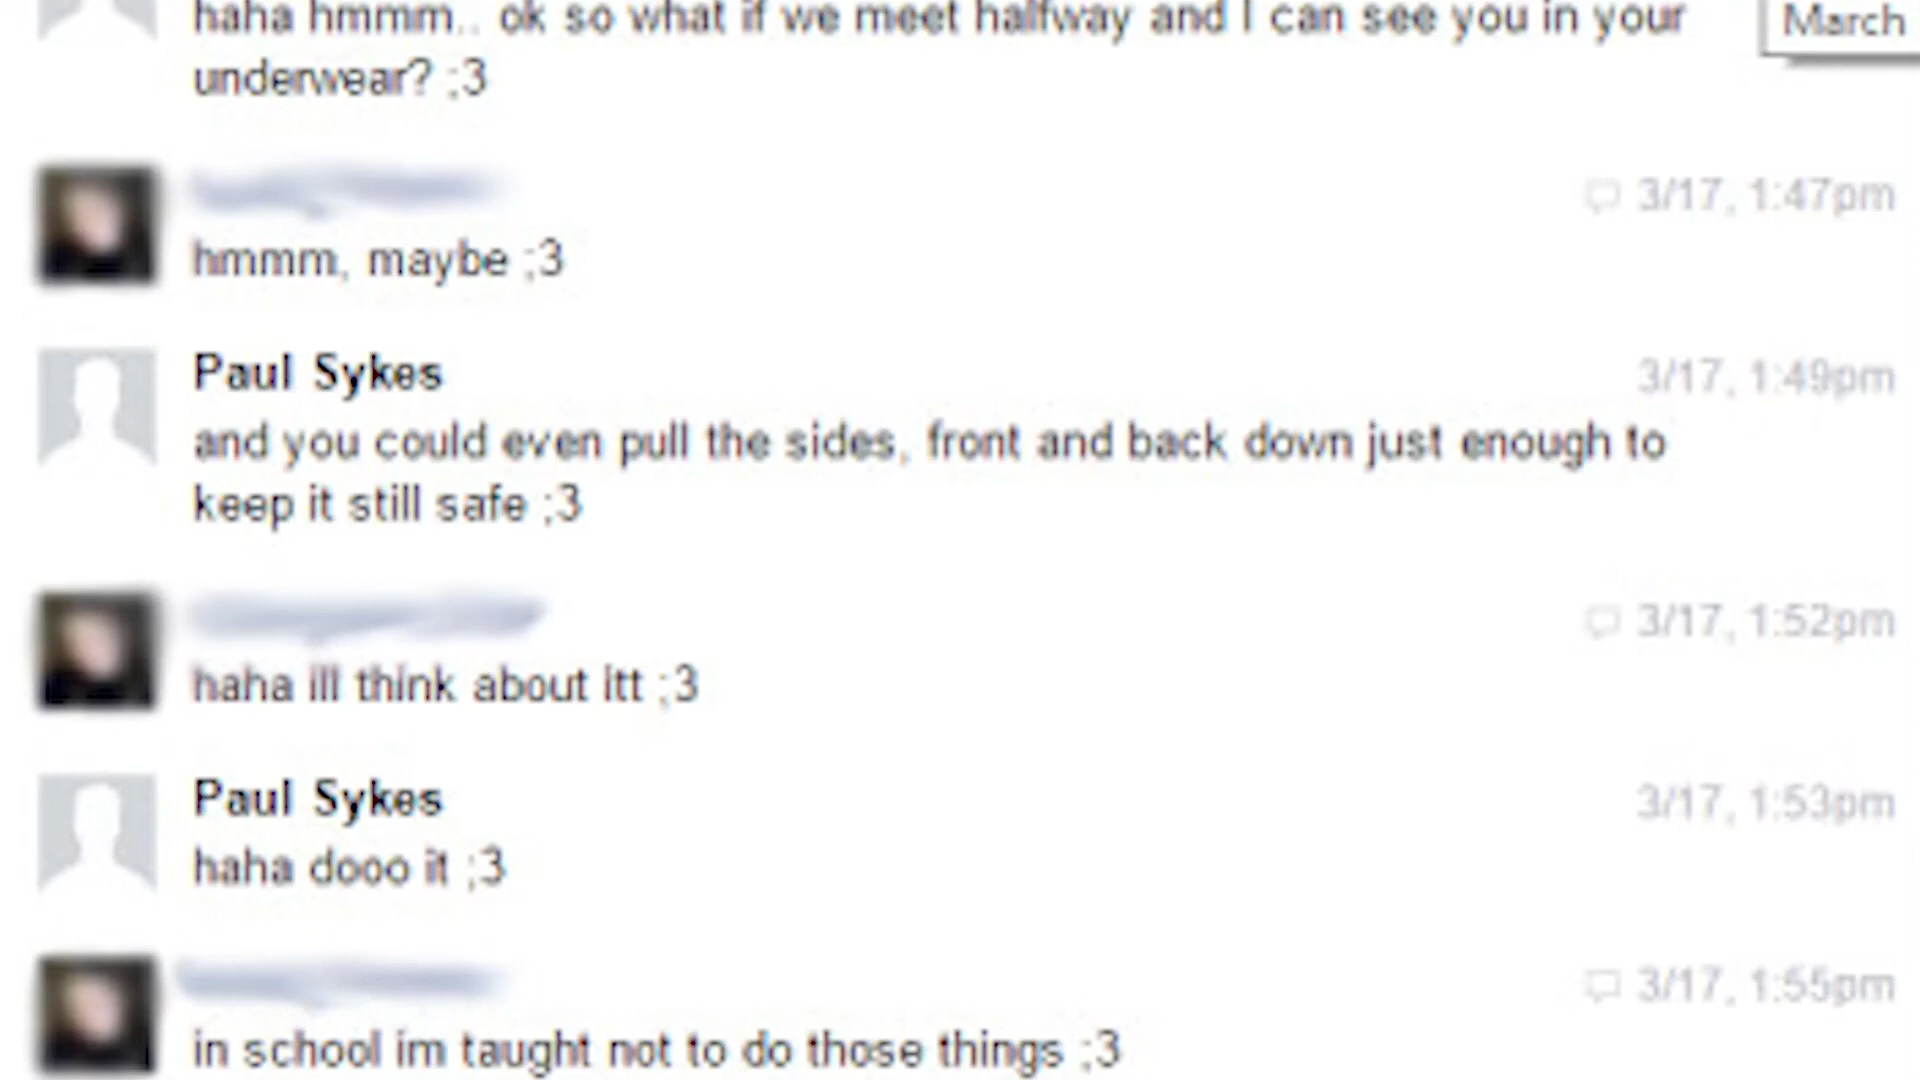 haha hmmm.. ok so what if we meet halfway and I can see you in your
underwear? ;3
March
3/17, 1:47pm
hmmm, maybe ;3
Paul Sykes
3/17, 1:49pm
and you could even pull the sides, front and back down just enough to
keep it still safe ;3
3/17, 1:52pm
haha ill think about itt ;3
Paul Sykes
3/17, 1:53pm
haha dooo it ;3
3/17, 1:55pm
in school im taught not to do those things ;3